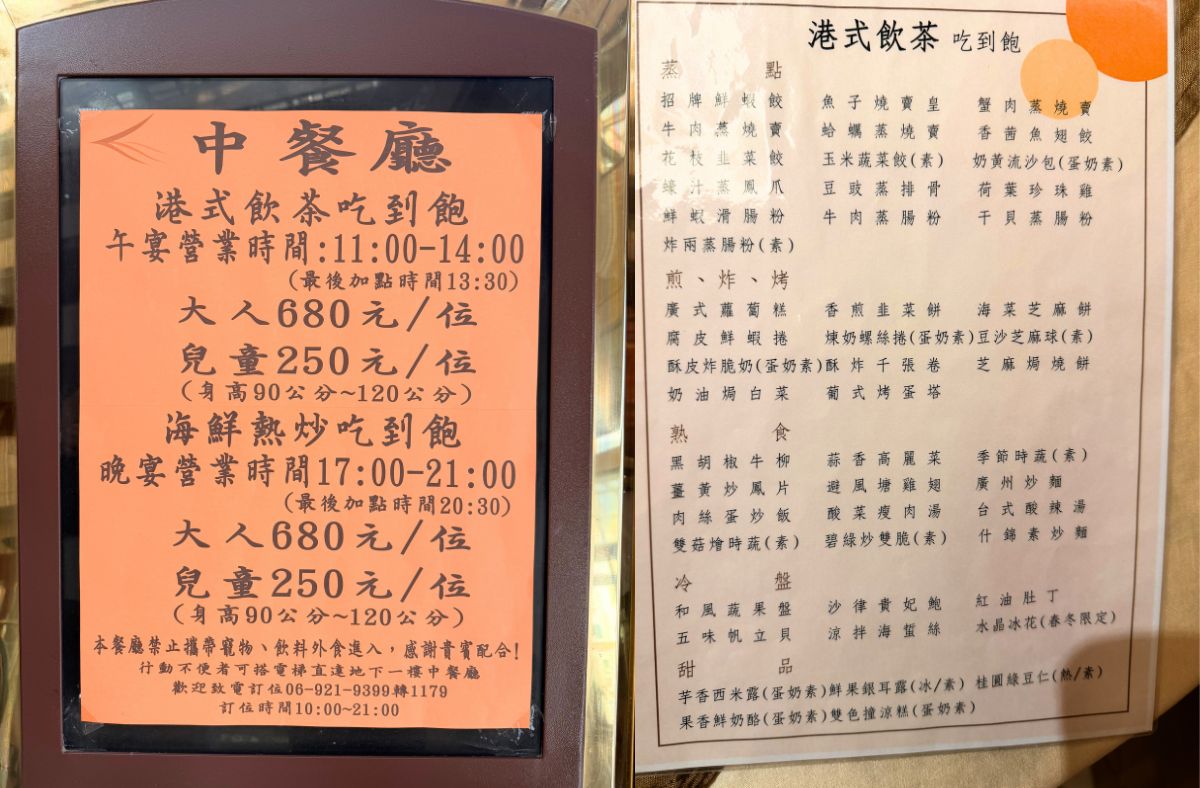 中餐廳
港式飲茶吃到飽
午宴營業時間:11:00-14:00
(最後加點時間13:30)
大人680元/位
兒童250元/位
(身高90公分~120公分)
海鮮熱炒吃到飽
晚宴營業時間17:00-21:00
(最後加點時間20:30)
大人680元/位
兒童250元/位
(身高90公分~120公分)
本餐廳禁止攜帶寵物、飲料外食進入，感謝貴賓配合!
行動不便者可搭電梯直達地下一樓中餐廳
歡迎致電訂位06-921-9399轉1179
訂位時間10:00~21:00
港式飲茶 吃到飽
蒸 點
招牌鮮蝦餃 魚子燒賣皇 蟹肉蒸燒賣
牛肉蒸燒賣 蛤蠣蒸燒賣 香茜魚翅餃
花枝韭菜餃 玉米蔬菜餃(素) 奶黃流沙包(蛋奶素)
蠔汁蒸鳳爪 豆豉蒸排骨 荷葉珍珠雞
鮮蝦滑腸粉 牛肉蒸腸粉 干貝蒸腸粉
炸兩蒸腸粉(素)
煎、炸、烤
廣式蘿蔔糕 香煎韭菜餅 海菜芝麻餅
腐皮鮮蝦捲 煉奶螺絲捲(蛋奶素) 豆沙芝麻球(素)
酥皮炸脆奶(蛋奶素) 酥炸千張卷 芝麻焗燒餅
奶油焗白菜 葡式烤蛋塔
熟 食
黑胡椒牛柳 蒜香高麗菜 季節時蔬(素)
薑黃炒鳳片 避風塘雞翅 廣州炒麵
肉絲蛋炒飯 酸菜瘦肉湯 台式酸辣湯
雙菇燴時蔬(素) 碧綠炒雙脆(素) 什錦素炒麵
冷 盤
和風蔬果盤 沙律貴妃鮑 紅油肚丁
五味帆立貝 涼拌海蜇絲 水晶冰花(春冬限定)
甜 品
芋香西米露(蛋奶素) 鮮果銀耳露(冰/素) 桂圓綠豆仁(熱/素)
果香鮮奶酪(蛋奶素) 雙色撞涼糕(蛋奶素)